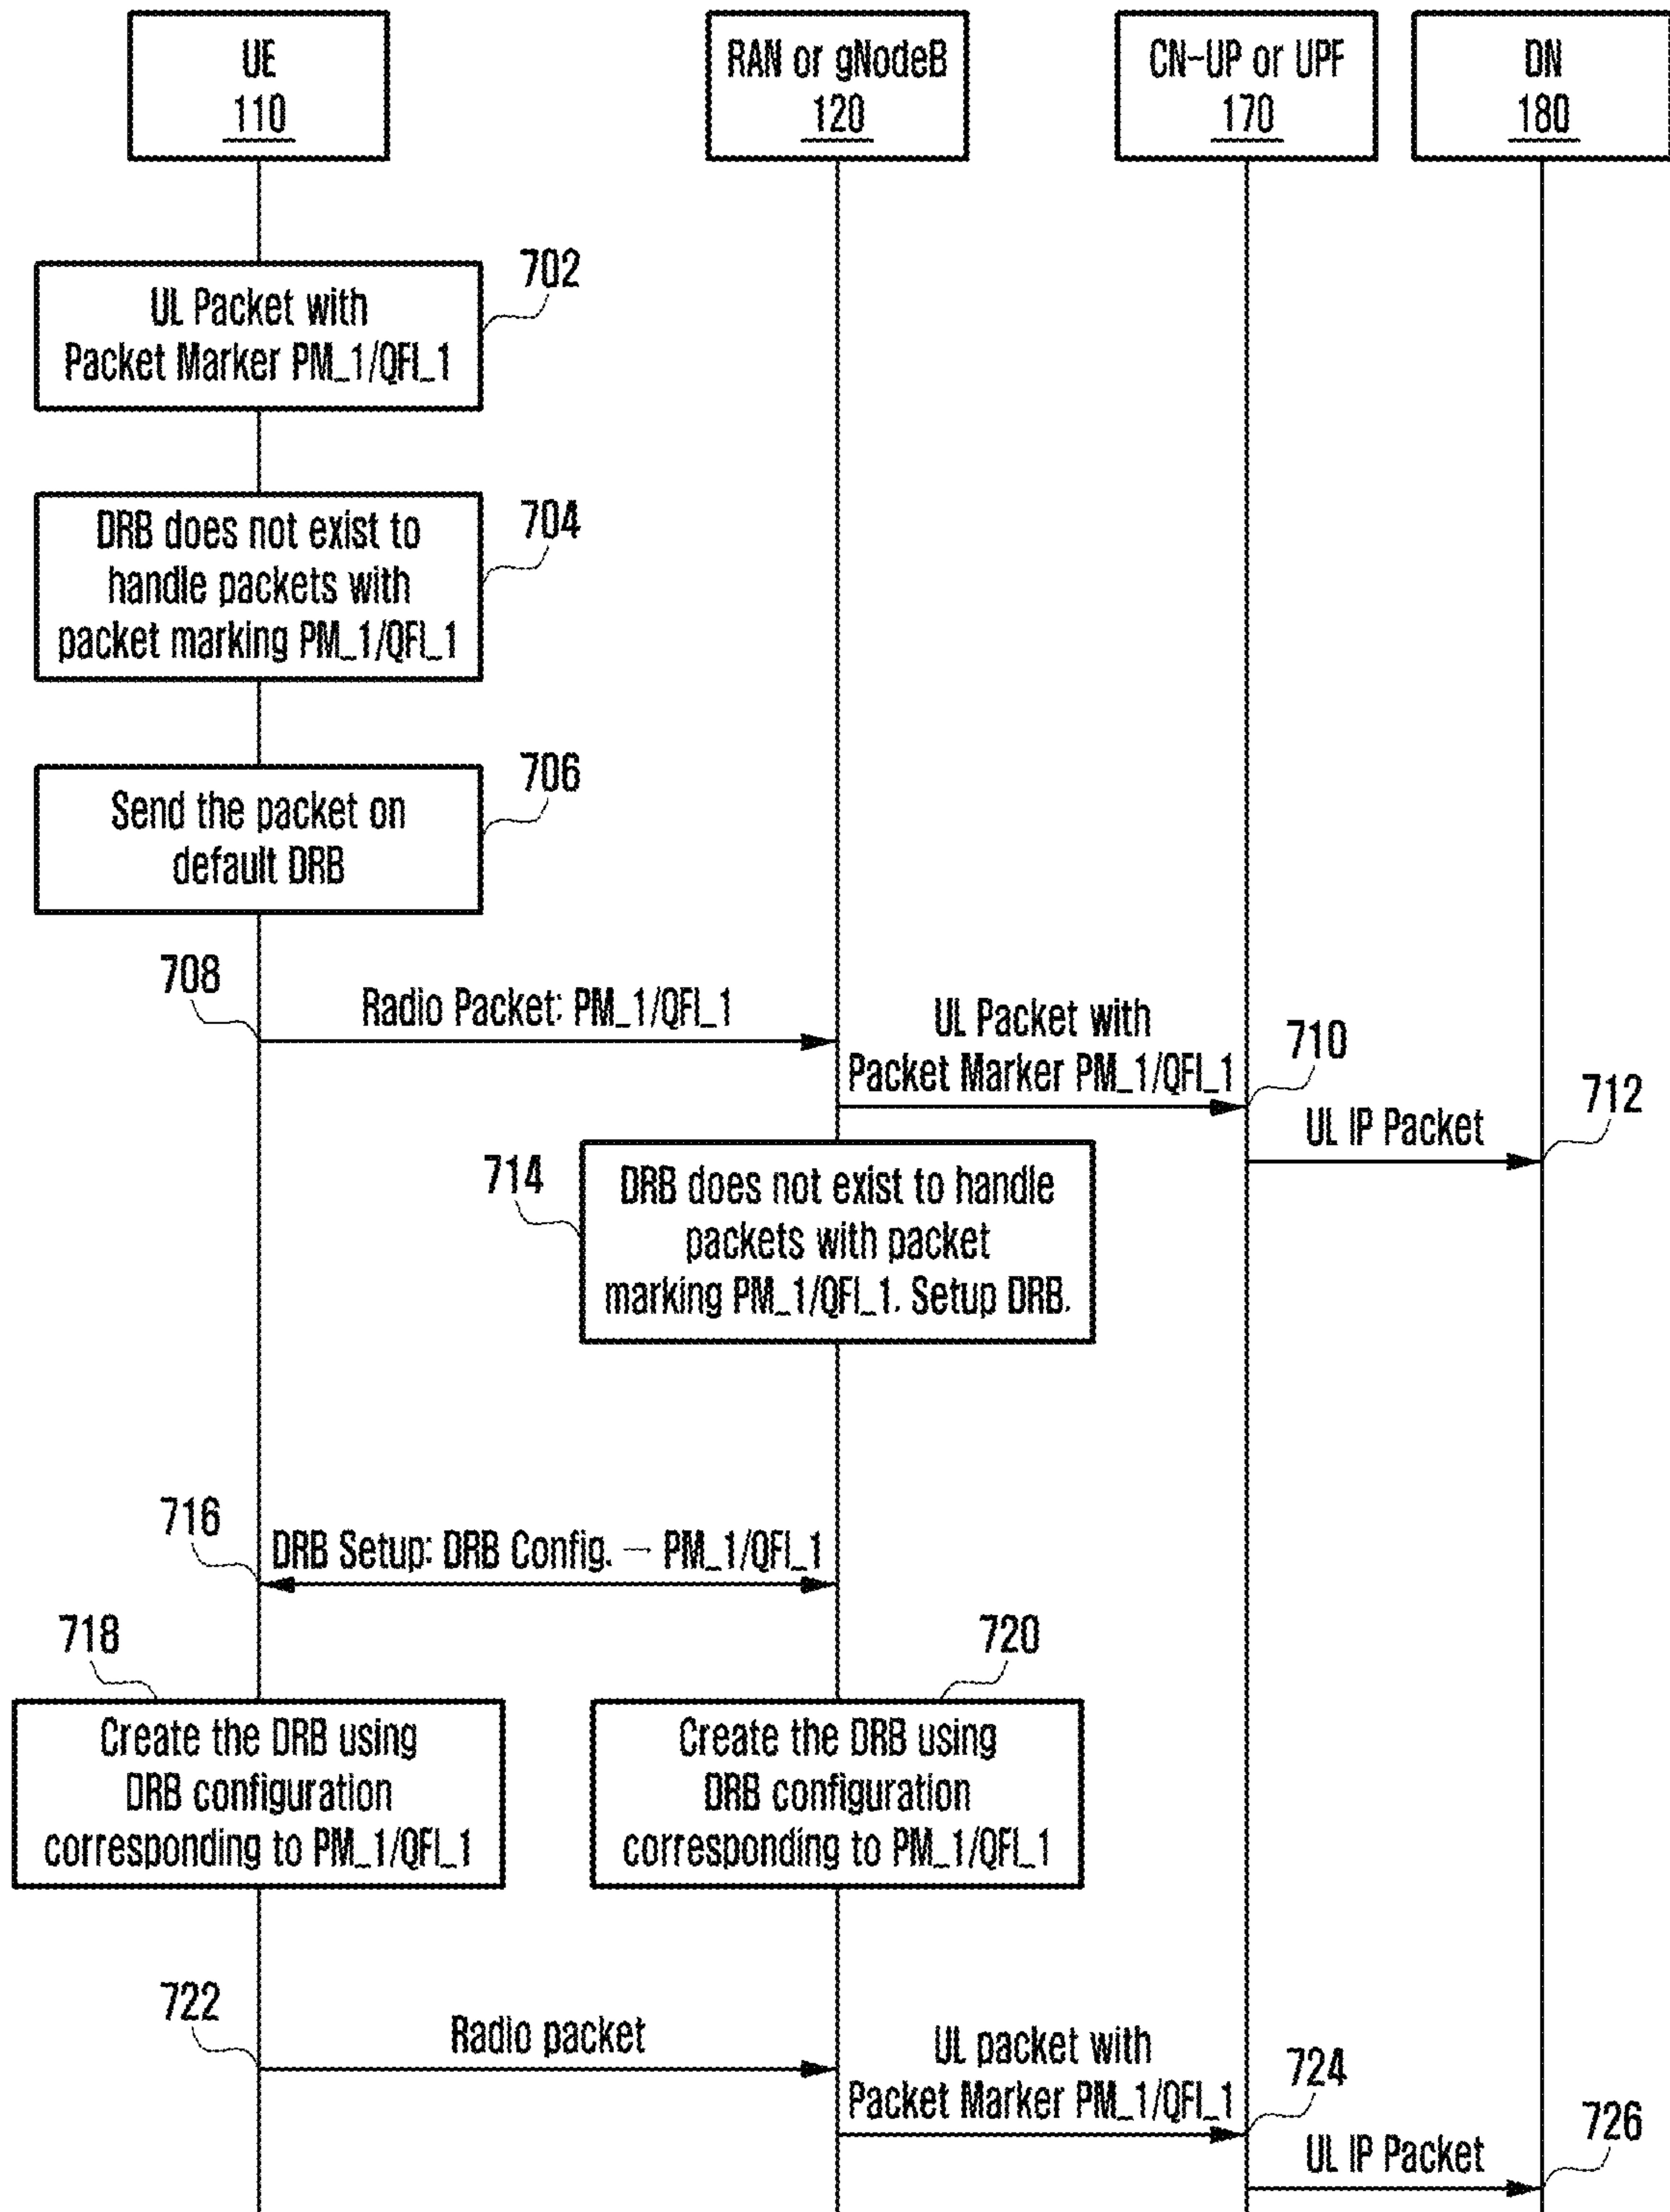 UE
110
RAN or gNodeB
120
CN-UP or UPF
170
DN
180
702
UL Packet with
Packet Marker PM_1/QFI_1
704
DRB does not exist to
handle packets with
packet marking PM_1/QFI_1
706
Send the packet on
default DRB
708
Radio Packet: PM_1/QFI_1
UL Packet with
Packet Marker PM_1/QFI_1
710
UL IP Packet
712
714
DRB does not exist to handle
packets with packet
marking PM_1/QFI_1. Setup DRB.
716
DRB Setup: DRB Config. → PM_1/QFI_1
718
Create the DRB using
DRB configuration
corresponding to PM_1/QFI_1
720
Create the DRB using
DRB configuration
corresponding to PM_1/QFI_1
722
Radio packet
UL packet with
Packet Marker PM_1/QFI_1
724
UL IP Packet
726